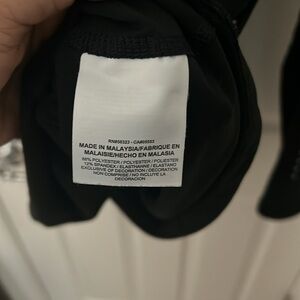 RN#56323 - CA#05553
MADE IN MALAYSIA/FABRIQUE EN
MALAISIE/HECHO EN MALASIA
88% POLYESTER / POLYESTER / POLIESTER
12% SPANDEX / ELASTHANNE / ELASTANO
EXCLUSIVE OF DECORATION / DECORATION
NON COMPRISE / NO INCLUYE LA
DECORACION